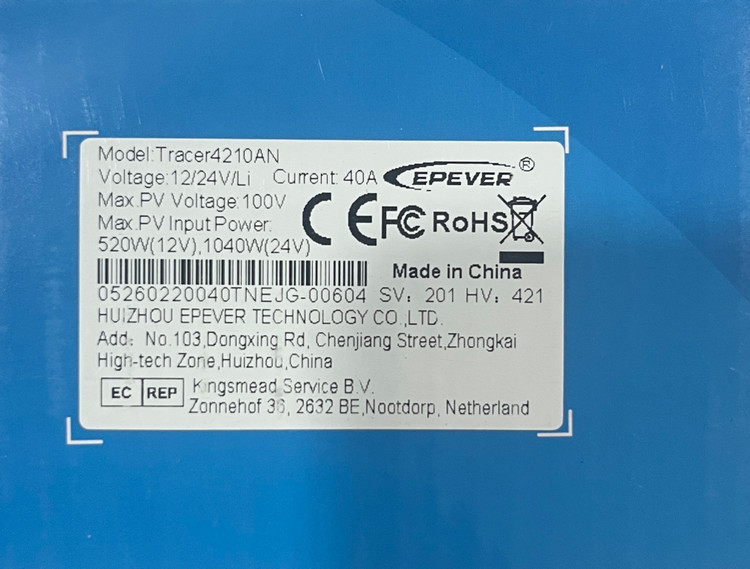 Model:Tracer4210AN
Voltage:12/24V/Li Current:40A EPEVER®
Max.PV Voltage:100V
Max.PV Input Power:
520W(12V),1040W(24V)
CE FC RoHS
Made in China
05260220040TNEJG-00604 SV: 201 HV: 421
HUIZHOU EPEVER TECHNOLOGY CO.,LTD.
Add: No.103,Dongxing Rd, Chenjiang Street,Zhongkai
High-tech Zone,Huizhou,China
EC REP Kingsmead Service B.V.
Zonnehof 36, 2632 BE,Nootdorp, Netherland